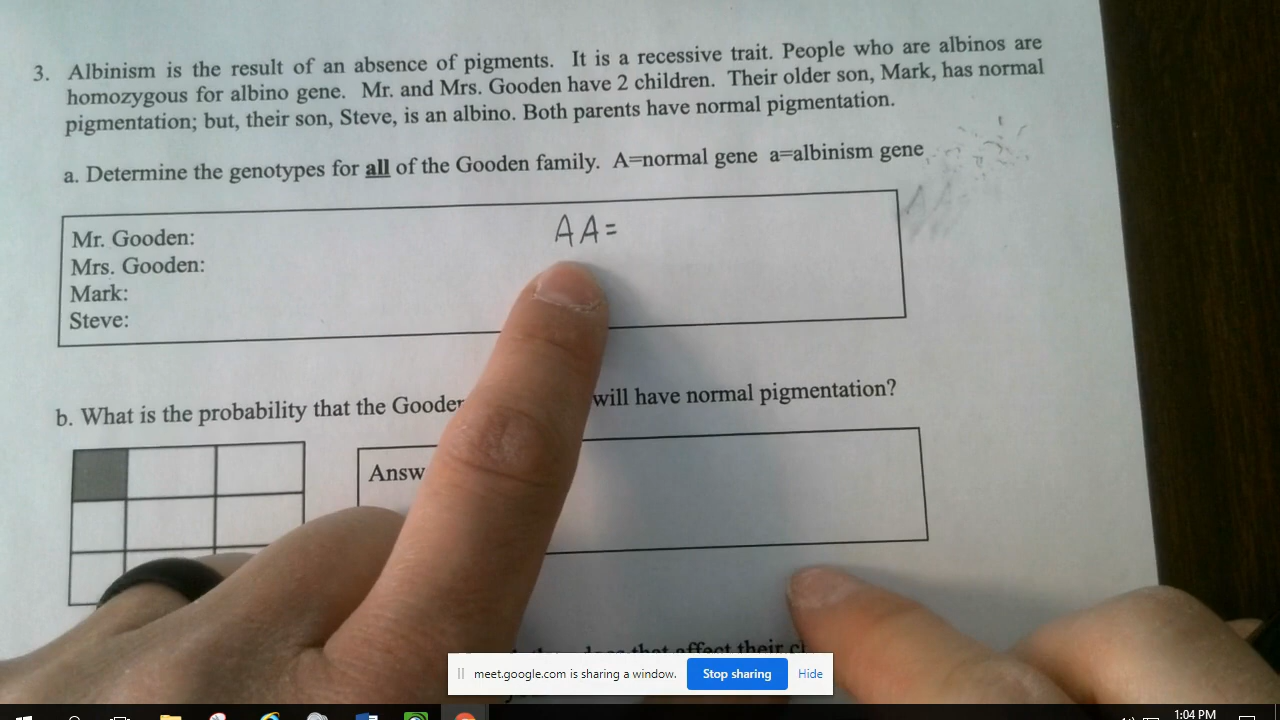 3. Albinism is the result of an absence of pigments. It is a recessive trait. People who are albinos are
homozygous for albino gene. Mr. and Mrs. Gooden have 2 children. Their older son, Mark, has normal
pigmentation; but, their son, Steve, is an albino. Both parents have normal pigmentation.
a. Determine the genotypes for all of the Gooden family. A=normal gene a=albinism gene
Mr. Gooden:
Mrs. Gooden:
Mark:
Steve:
AA=
b. What is the probability that the Gooden will have normal pigmentation?
Answ
that affect their
meet.google.com is sharing a window.
Stop sharing
Hide
1:04 PM